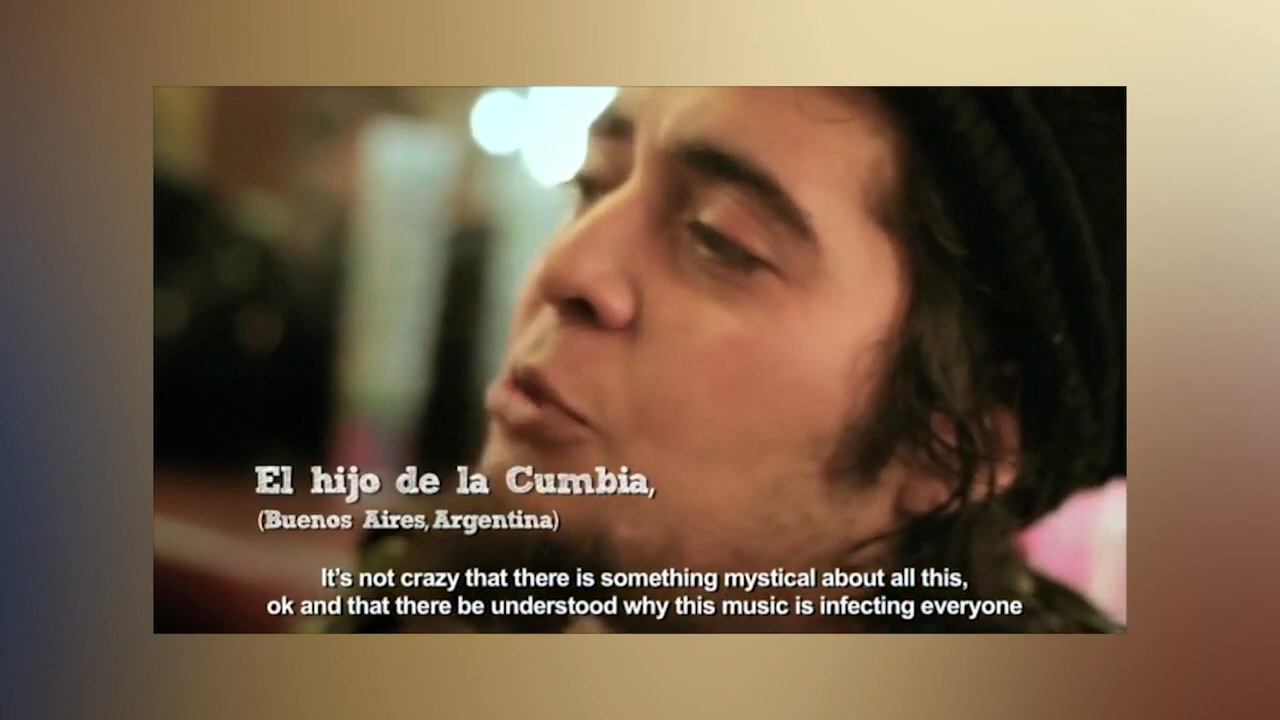 El hijo de la Cumbia,
(Buenos Aires, Argentina)
It's not crazy that there is something mystical about all this,
ok and that there be understood why this music is infecting everyone